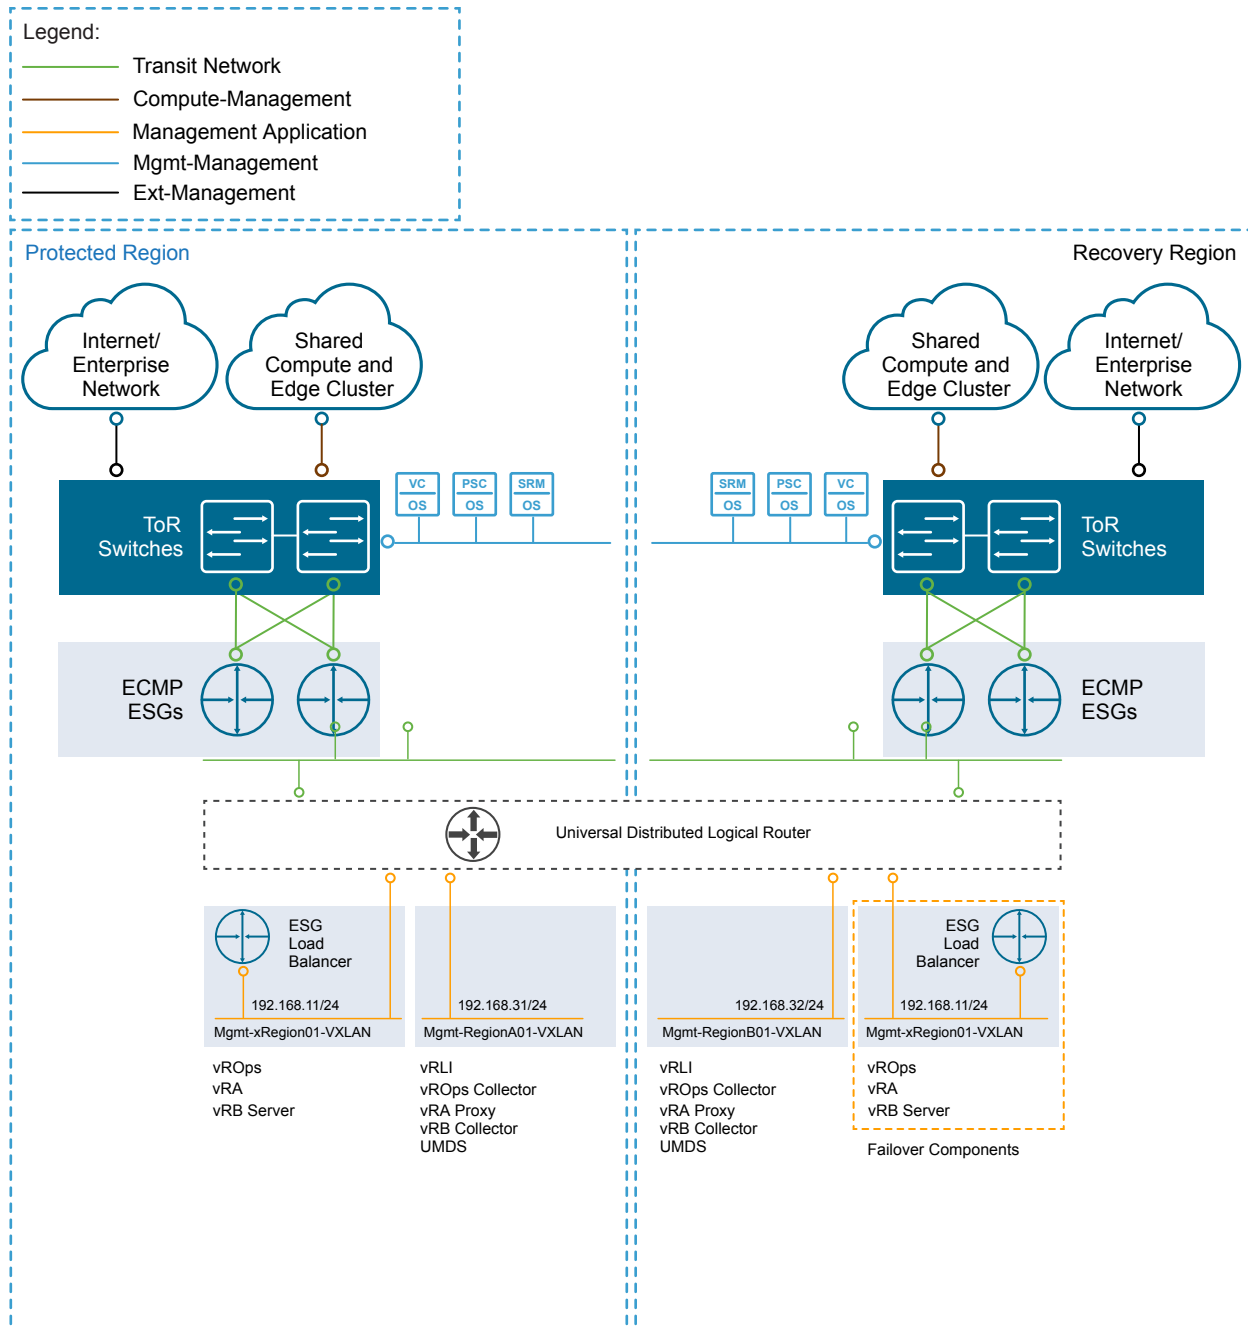 Legend:
Transit Network
Compute-Management
Management Application
Mgmt-Management
Ext-Management
Protected Region
Recovery Region
Internet/
Enterprise
Network
Shared
Compute and
Edge Cluster
Shared
Compute and
Edge Cluster
Internet/
Enterprise
Network
ToR
Switches
VC
OS
PSC
OS
SRM
OS
SRM
OS
PSC
OS
VC
OS
ToR
Switches
ECMP
ESGs
ECMP
ESGs
Universal Distributed Logical Router
ESG
Load
Balancer
192.168.11/24
Mgmt-xRegion01-VXLAN
192.168.31/24
Mgmt-RegionA01-VXLAN
192.168.32/24
Mgmt-RegionB01-VXLAN
ESG
Load
Balancer
192.168.11/24
Mgmt-xRegion01-VXLAN
vROps
vRA
vRB Server
vRLI
vROps Collector
vRA Proxy
vRB Collector
UMDS
vRLI
vROps Collector
vRA Proxy
vRB Collector
UMDS
vROps
vRA
vRB Server
Failover Components